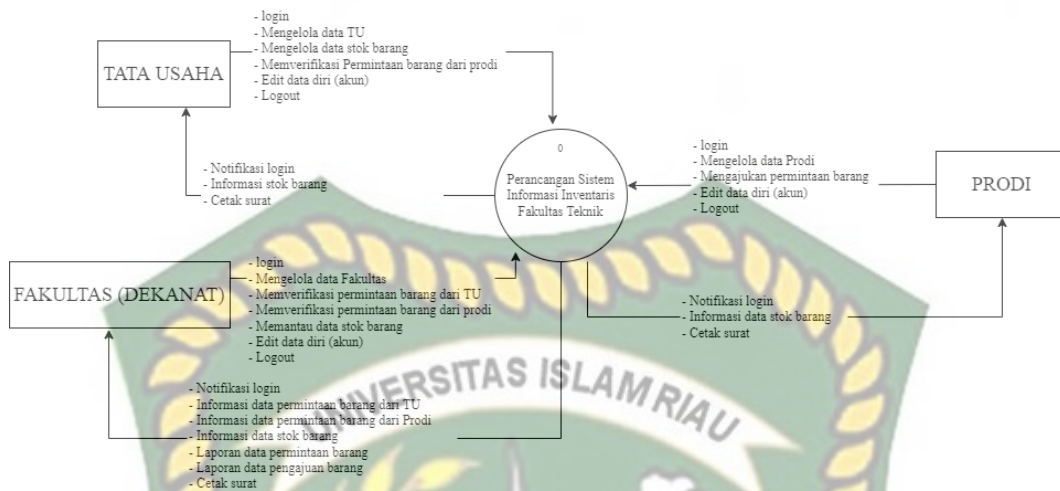 - login
- Mengelola data TU
- Mengelola data stok barang
- Memverifikasi Permintaan barang dari prodi
- Edit data diri (akun)
- Logout
TATA USAHA
- Notifikasi login
- Informasi stok barang
- Cetak surat
0
Perancangan Sistem
Informasi Inventaris
Fakultas Teknik
- login
- Mengelola data Prodi
- Mengajukan permintaan barang
- Edit data diri (akun)
- Logout
PRODI
FAKULTAS (DEKANAT)
- login
- Mengelola data Fakultas
- Memverifikasi permintaan barang dari TU
- Memverifikasi permintaan barang dari prodi
- Memantau data stok barang
- Edit data diri (akun)
- Logout
- Notifikasi login
- Informasi data stok barang
- Cetak surat
- Notifikasi login
- Informasi data permintaan barang dari TU
- Informasi data permintaan barang dari Prodi
- Informasi data stok barang
- Laporan data permintaan barang
- Laporan data pengajuan barang
- Cetak surat
UNIVERSITAS ISLAM RIAU